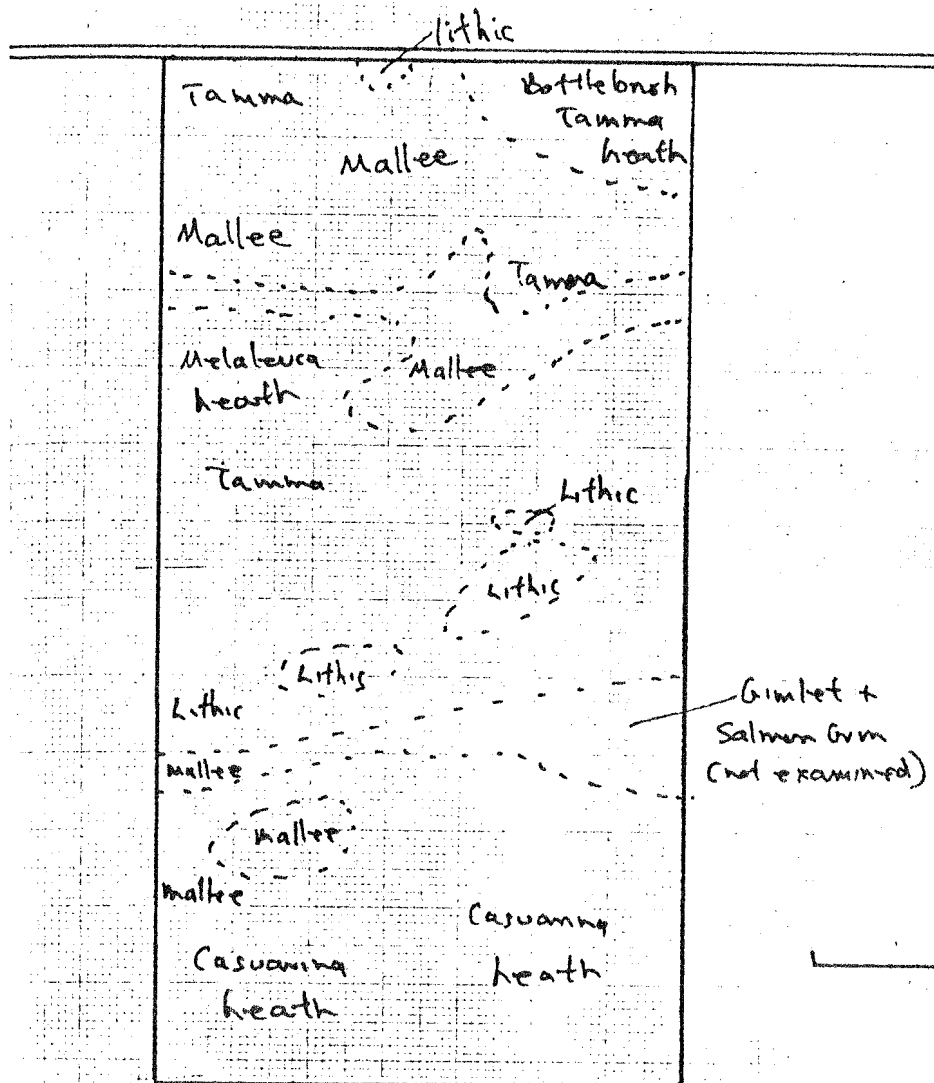 lithic
Tamma
Bottlebrush
Tamma
heath
Mallee
Mallee
Tamma
Melaleuca
heath
Mallee
Tamma
Lithic
Lithic
Lithic
Lithic
Gimlet +
Salmon Gum
(not examined)
mallee
mallee
mallee
Casuarina
heath
Casuarina
heath